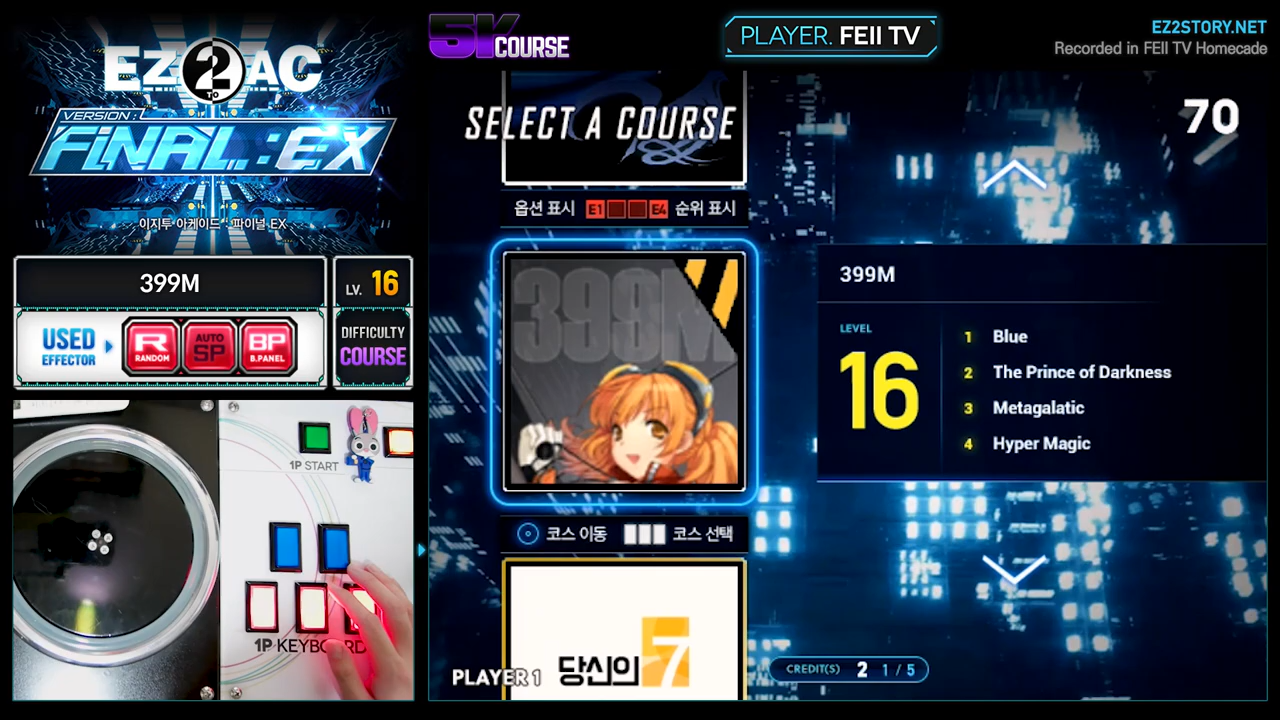 5K COURSE
PLAYER. FEII TV
EZ2STORY.NET
Recorded in FEII TV Homecade
EZ2AC
TO
VERSION :
FiNAL:EX
이지투 아케이드 : 파이널 EX
SELECT A COURSE
70
옵션 표시 E1 E4 순위 표시
399M
LV. 16
USED
EFFECTOR
R
RANDOM
AUTO
SP
BP
B.PANEL
DIFFICULTY
COURSE
399M
399M
LEVEL
16
1 Blue
2 The Prince of Darkness
3 Metagalatic
4 Hyper Magic
1P START
1P KEYBOARD
코스 이동
코스 선택
당신의 7
PLAYER 1
CREDIT(S) 2 1 / 5